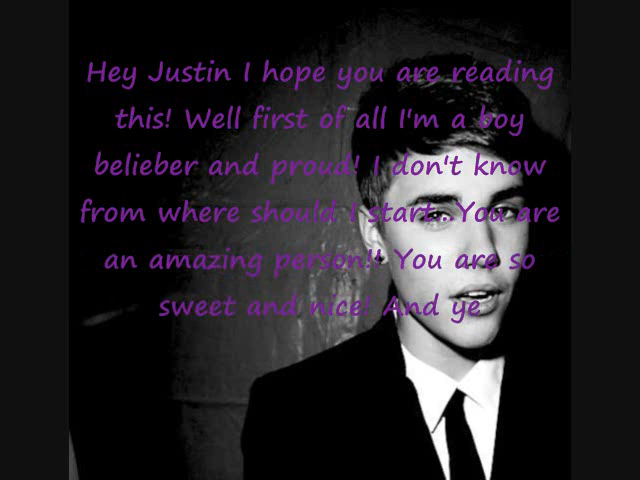 Hey Justin I hope you are reading
this! Well first of all I'm a boy
belieber and proud! I don't know
from where should I start...You are
an amazing person!! You are so
sweet and nice! And ye